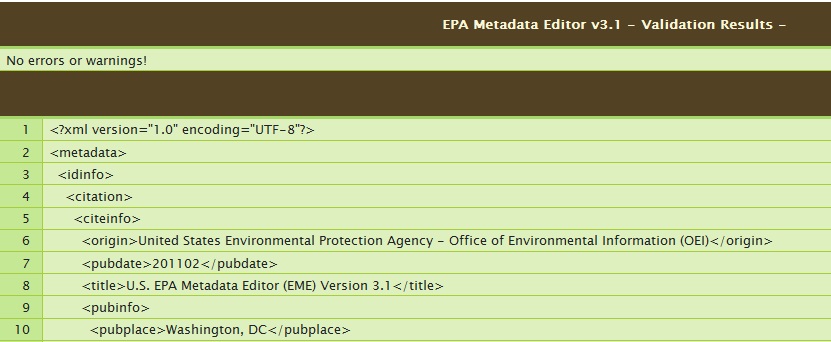 EPA Metadata Editor v3.1 - Validation Results -
No errors or warnings!
1 <?xml version="1.0" encoding="UTF-8"?>
2 <metadata>
3 <idinfo>
4 <citation>
5 <citeinfo>
6 <origin>United States Environmental Protection Agency - Office of Environmental Information (OEI)</origin>
7 <pubdate>201102</pubdate>
8 <title>U.S. EPA Metadata Editor (EME) Version 3.1</title>
9 <pubinfo>
10 <pubplace>Washington, DC</pubplace>